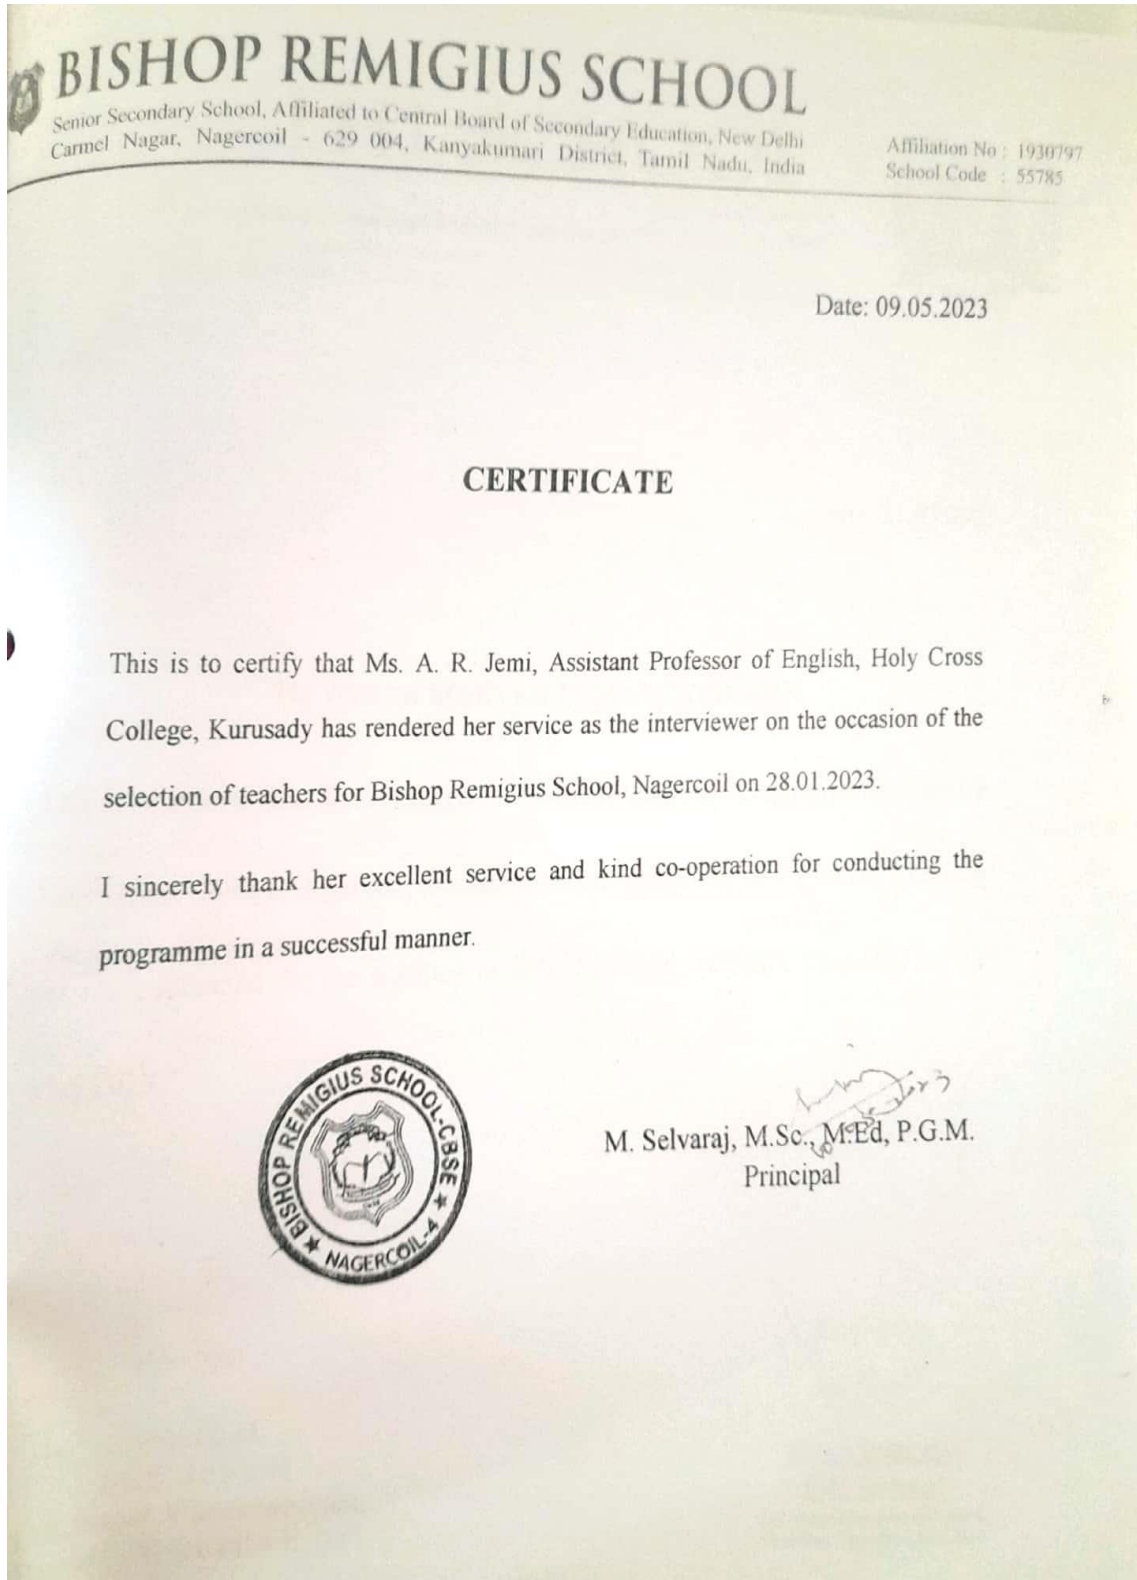 BISHOP REMIGIUS SCHOOL
Senior Secondary School, Affiliated to Central Board of Secondary Education, New Delhi
Carmel Nagar, Nagercoil - 629 004, Kanyakumari District, Tamil Nadu, India
Affiliation No : 1930797
School Code : 55785
Date: 09.05.2023
CERTIFICATE
This is to certify that Ms. A. R. Jemi, Assistant Professor of English, Holy Cross
College, Kurusady has rendered her service as the interviewer on the occasion of the
selection of teachers for Bishop Remigius School, Nagercoil on 28.01.2023.
I sincerely thank her excellent service and kind co-operation for conducting the
programme in a successful manner.
BISHOP REMIGIUS SCHOOL-CBSE
NAGERCOIL-4
M. Selvaraj, M.Sc., M.Ed, P.G.M.
Principal